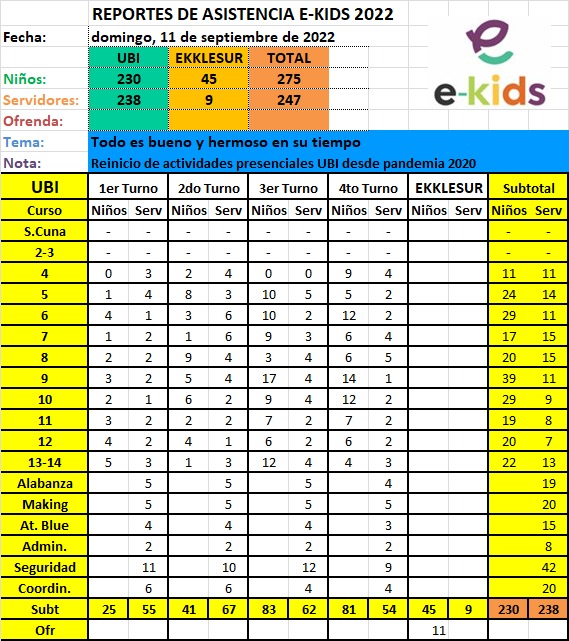 REPORTES DE ASISTENCIA E-KIDS 2022
Fecha: domingo, 11 de septiembre de 2022
UBI EKKLESUR TOTAL
Niños: 230 45 275
Servidores: 238 9 247
Ofrenda:
e-kids
Tema: Todo es bueno y hermoso en su tiempo
Nota: Reinicio de actividades presenciales UBI desde pandemia 2020
UBI 1er Turno 2do Turno 3er Turno 4to Turno EKKLESUR Subtotal
Curso Niños Serv Niños Serv Niños Serv Niños Serv Niños Serv Niños Serv
S.Cuna - - - - - - - - - -
2-3 - - - - - - - - - -
4 0 3 2 4 0 0 9 4 11 11
5 1 4 8 3 10 5 5 2 24 14
6 4 1 3 6 10 2 12 2 29 11
7 1 2 1 6 9 3 6 4 17 15
8 2 2 9 4 3 4 6 5 20 15
9 3 2 5 4 17 4 14 1 39 11
10 2 1 6 2 9 4 12 2 29 9
11 3 2 2 2 7 2 7 2 19 8
12 4 2 4 1 6 2 6 2 20 7
13-14 5 3 1 3 12 4 4 3 22 13
Alabanza 5 5 5 4 19
Making 5 5 5 5 20
At. Blue 4 4 4 3 15
Admin. 2 2 2 2 8
Seguridad 11 10 12 9 42
Coordin. 6 6 4 4 20
Subt 25 55 41 67 83 62 81 54 45 9 230 238
Ofr 11